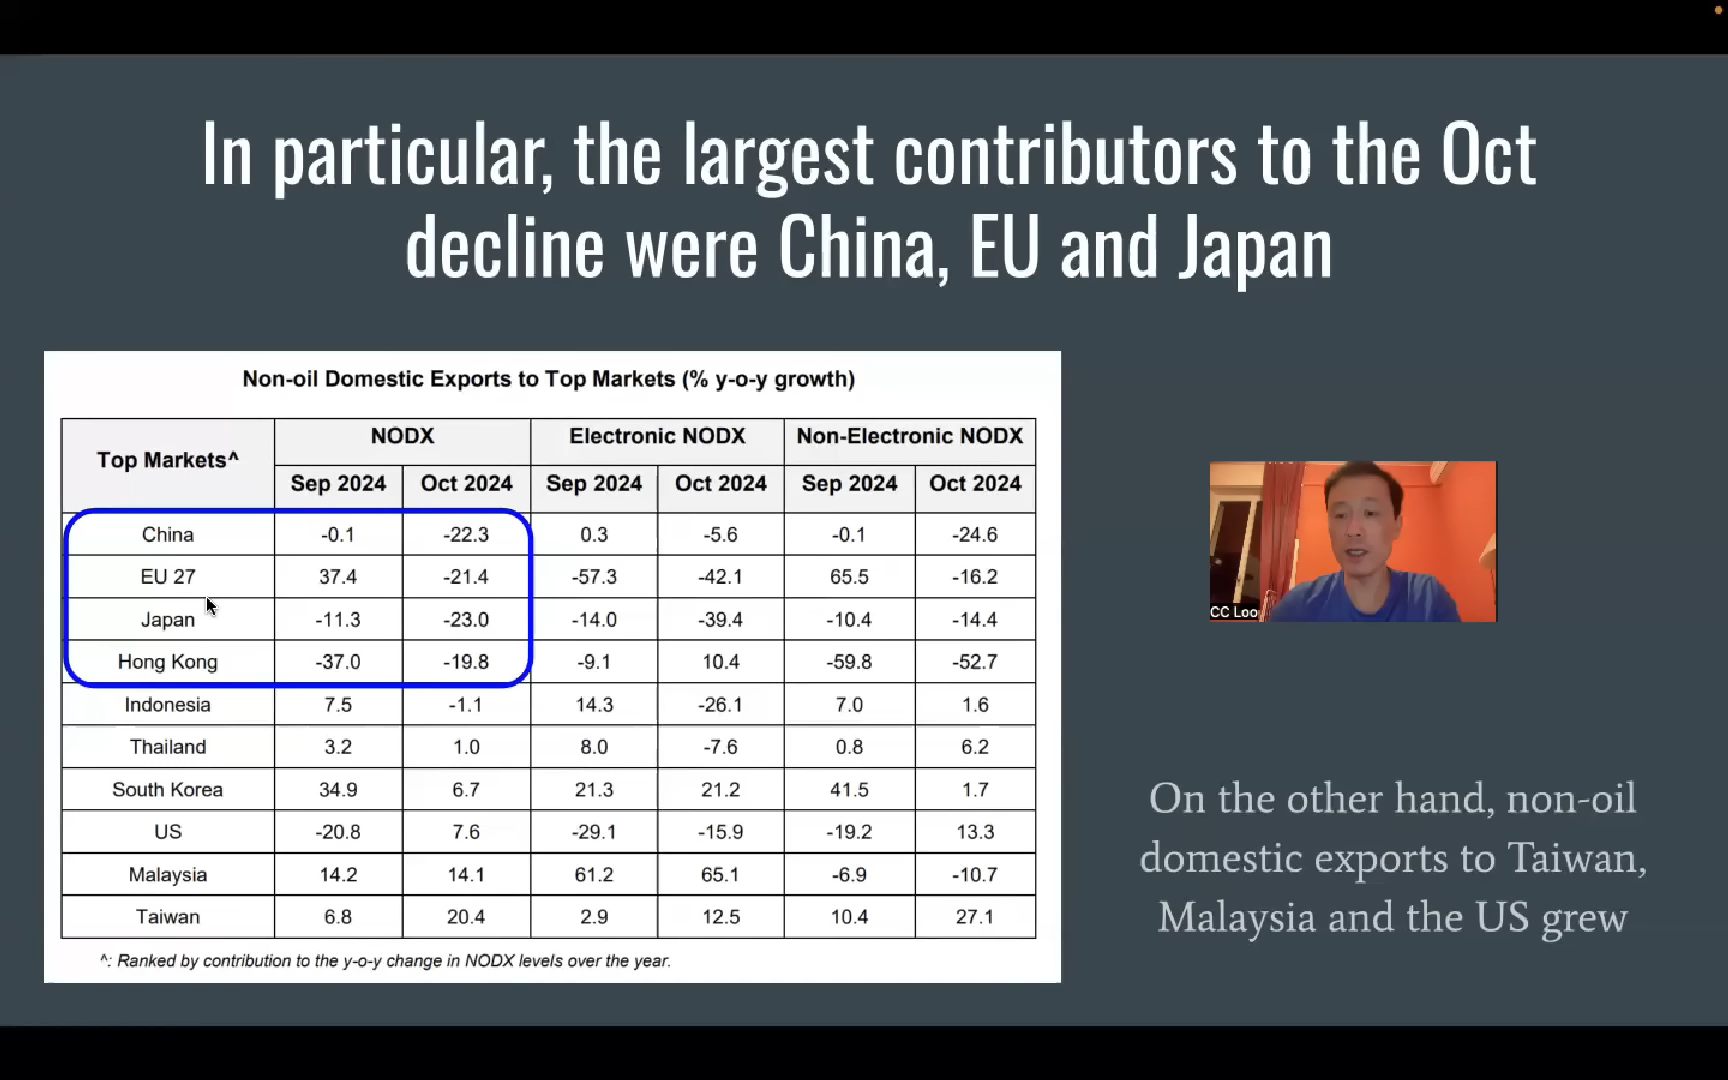 In particular, the largest contributors to the Oct
decline were China, EU and Japan
Non-oil Domestic Exports to Top Markets (% y-o-y growth)
Top Markets^ NODX Electronic NODX Non-Electronic NODX
Sep 2024 Oct 2024 Sep 2024 Oct 2024 Sep 2024 Oct 2024
China -0.1 -22.3 0.3 -5.6 -0.1 -24.6
EU 27 37.4 -21.4 -57.3 -42.1 65.5 -16.2
Japan -11.3 -23.0 -14.0 -39.4 -10.4 -14.4
Hong Kong -37.0 -19.8 -9.1 10.4 -59.8 -52.7
Indonesia 7.5 -1.1 14.3 -26.1 7.0 1.6
Thailand 3.2 1.0 8.0 -7.6 0.8 6.2
South Korea 34.9 6.7 21.3 21.2 41.5 1.7
US -20.8 7.6 -29.1 -15.9 -19.2 13.3
Malaysia 14.2 14.1 61.2 65.1 -6.9 -10.7
Taiwan 6.8 20.4 2.9 12.5 10.4 27.1
^: Ranked by contribution to the y-o-y change in NODX levels over the year.
CC Loo
On the other hand, non-oil
domestic exports to Taiwan,
Malaysia and the US grew